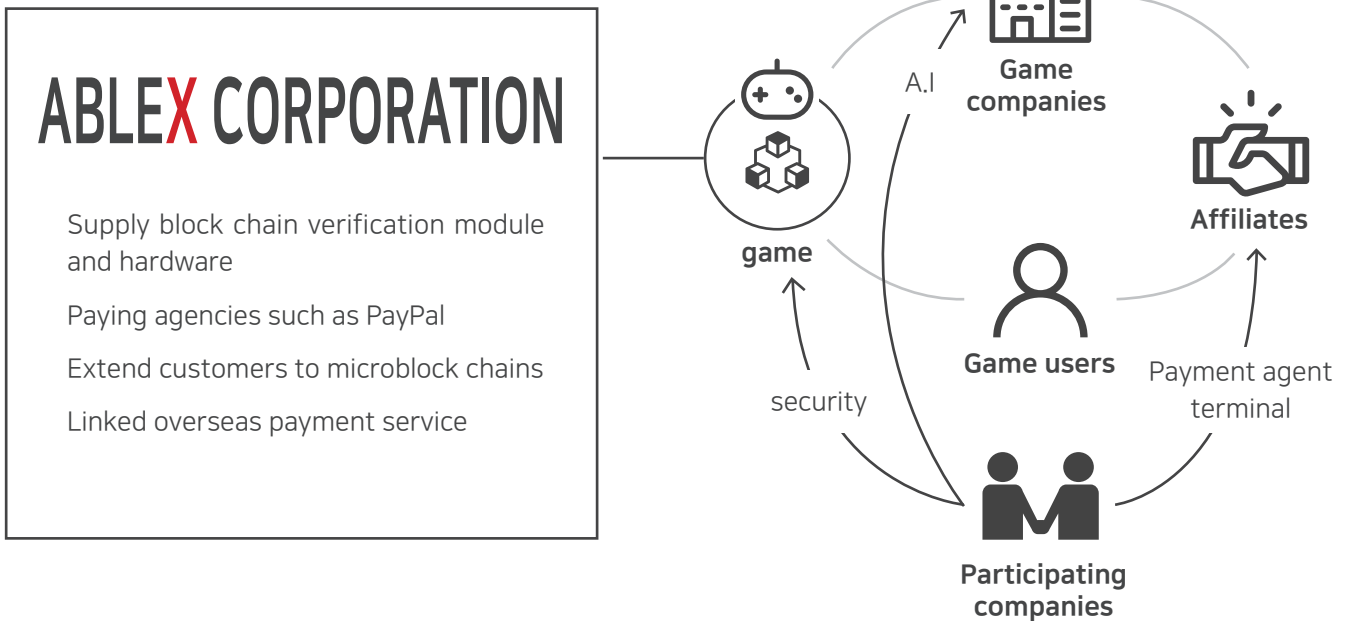 ABLEX CORPORATION
Supply block chain verification module
and hardware
Paying agencies such as PayPal
Extend customers to microblock chains
Linked overseas payment service
A.I
Game
companies
Affiliates
game
Game users
security
Payment agent
terminal
Participating
companies